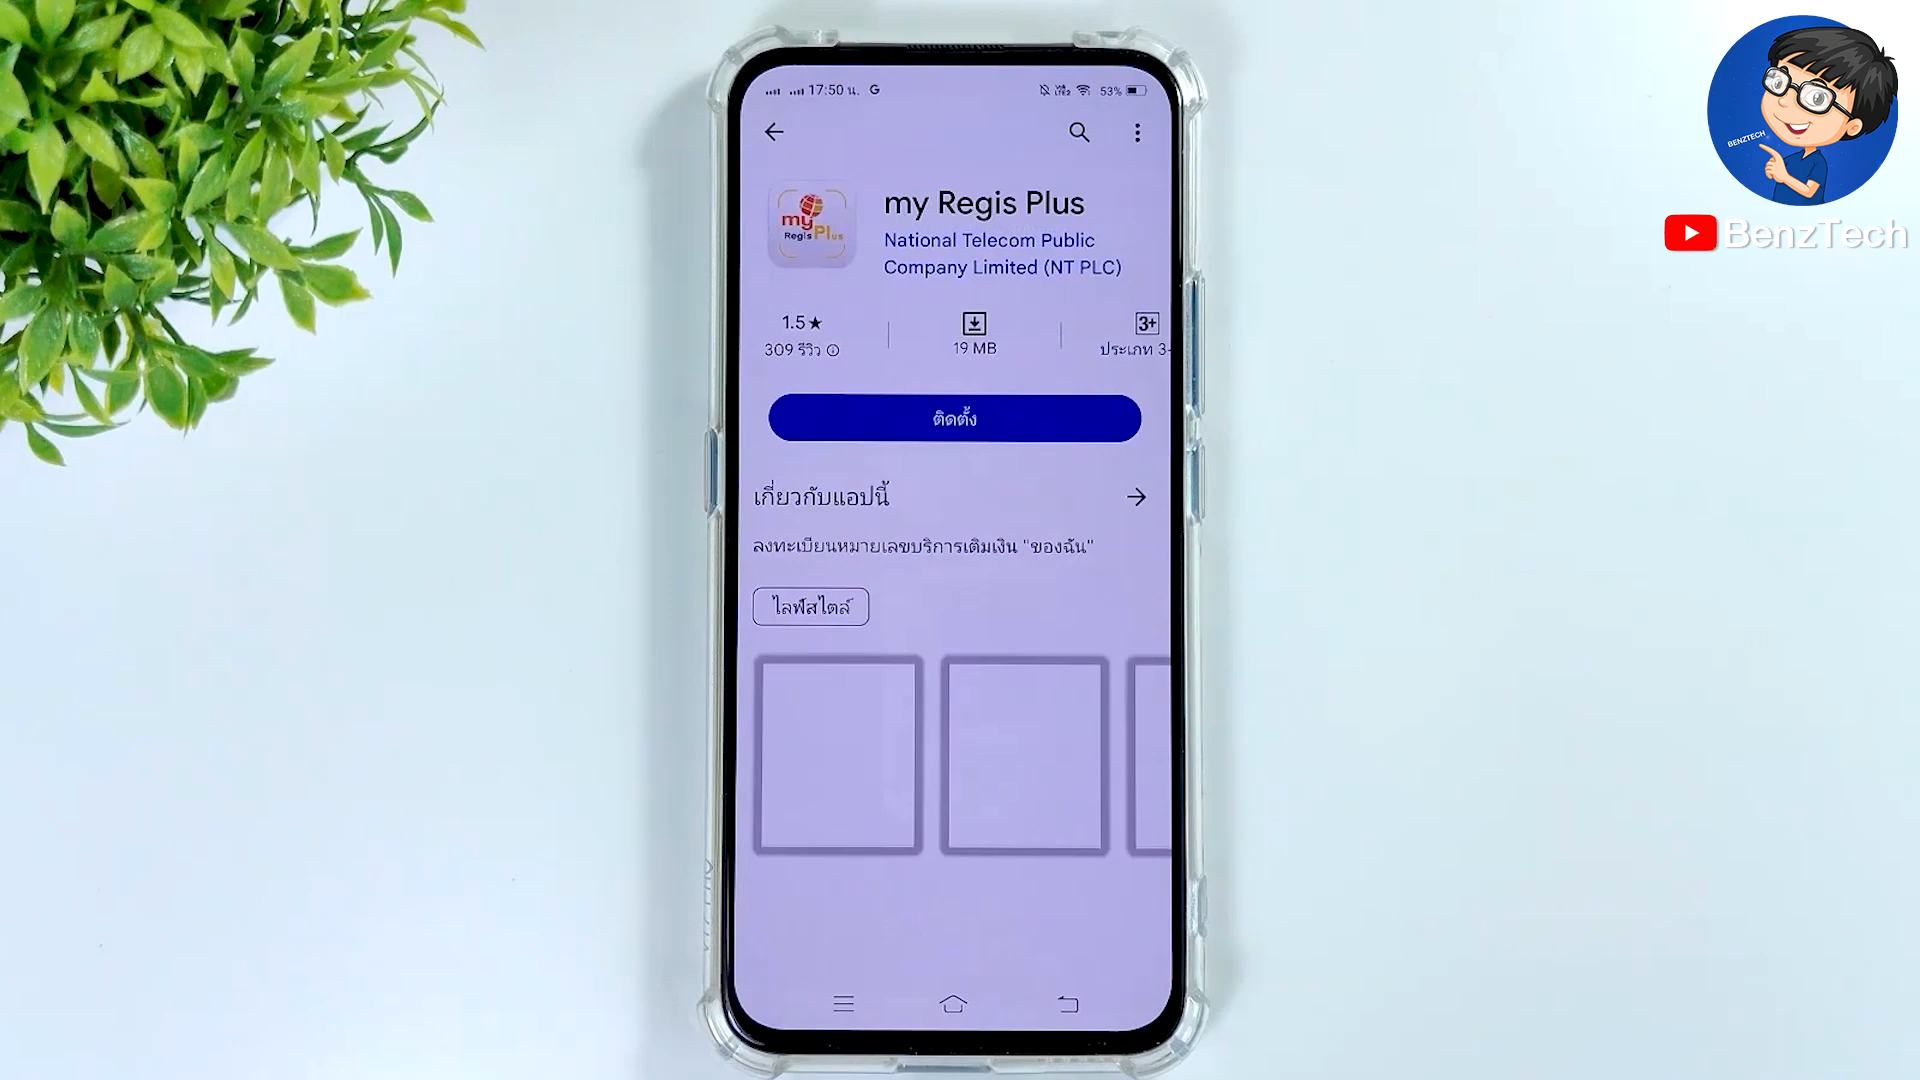 17:50 น. G
53%
my Regis Plus
National Telecom Public
Company Limited (NT PLC)
my
Regis Plus
1.5★
309 รีวิว
19 MB
3+
ประเภท 3+
ติดตั้ง
เกี่ยวกับแอปนี้
ลงทะเบียนหมายเลขบริการเติมเงิน "ของฉัน"
ไลฟ์สไตล์
BENZTECH
BenzTech